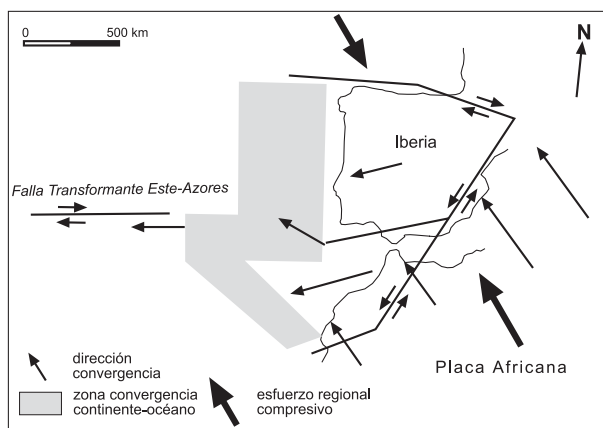 0 500 km
N
Iberia
Falla Transformante Este-Azores
Placa Africana
dirección
convergencia
zona convergencia
continente-océano
esfuerzo regional
compresivo